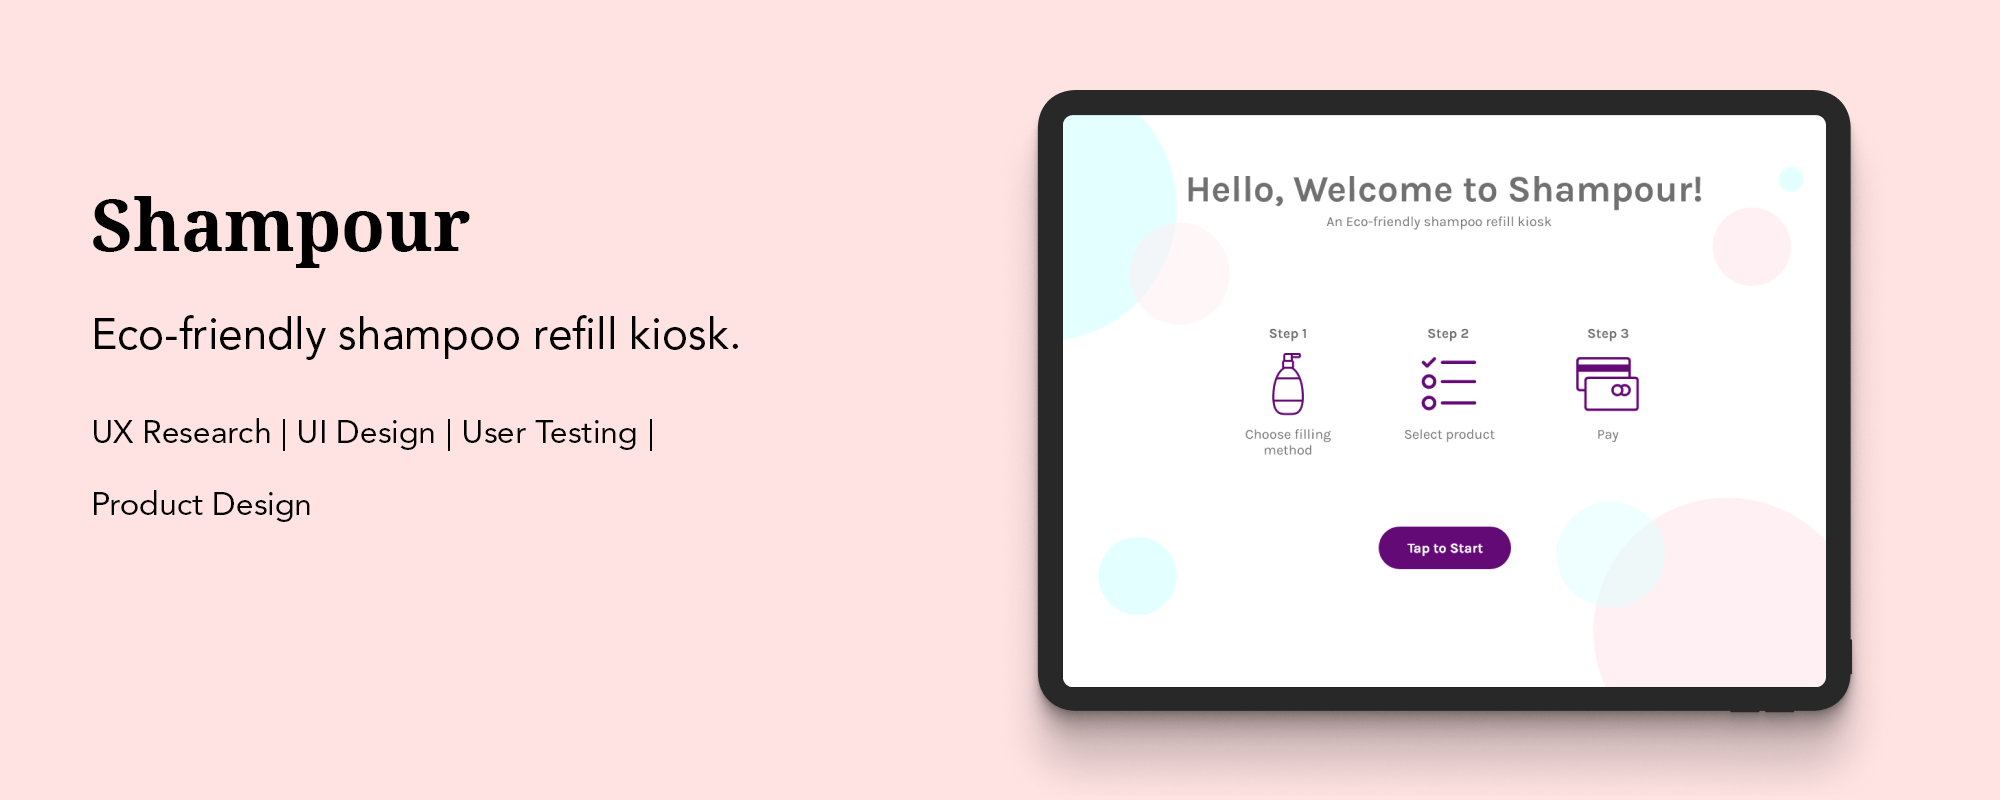 Shampour
Eco-friendly shampoo refill kiosk.
UX Research | UI Design | User Testing |
Product Design
Hello, Welcome to Shampour!
An Eco-friendly shampoo refill kiosk
Step 1
Choose filling
method
Step 2
Select product
Step 3
Pay
Tap to Start